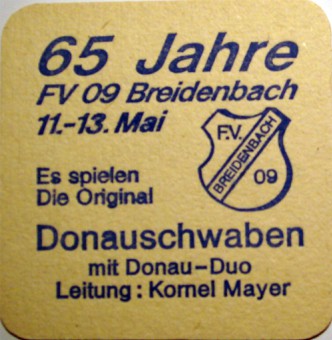 65 Jahre
FV 09 Breidenbach
11.-13. Mai
F.V.
BREIDENBACH
09
Es spielen
Die Original
Donauschwaben
mit Donau-Duo
Leitung: Kornel Mayer